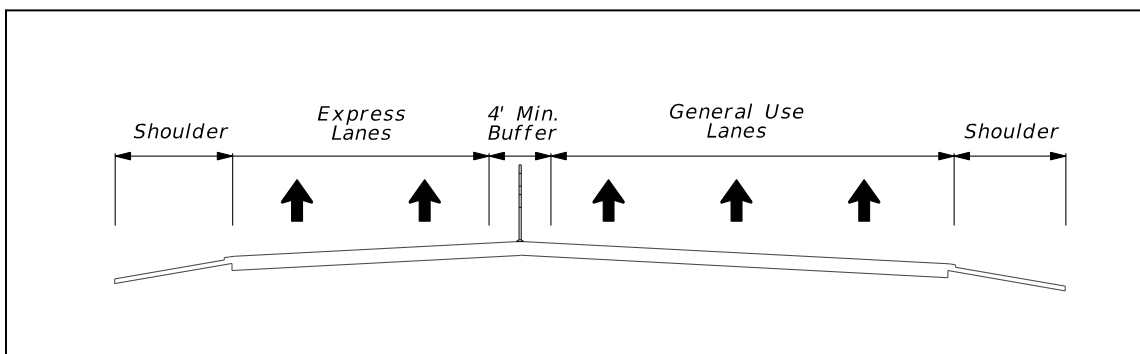 Shoulder
Express
Lanes
4' Min.
Buffer
General Use
Lanes
Shoulder